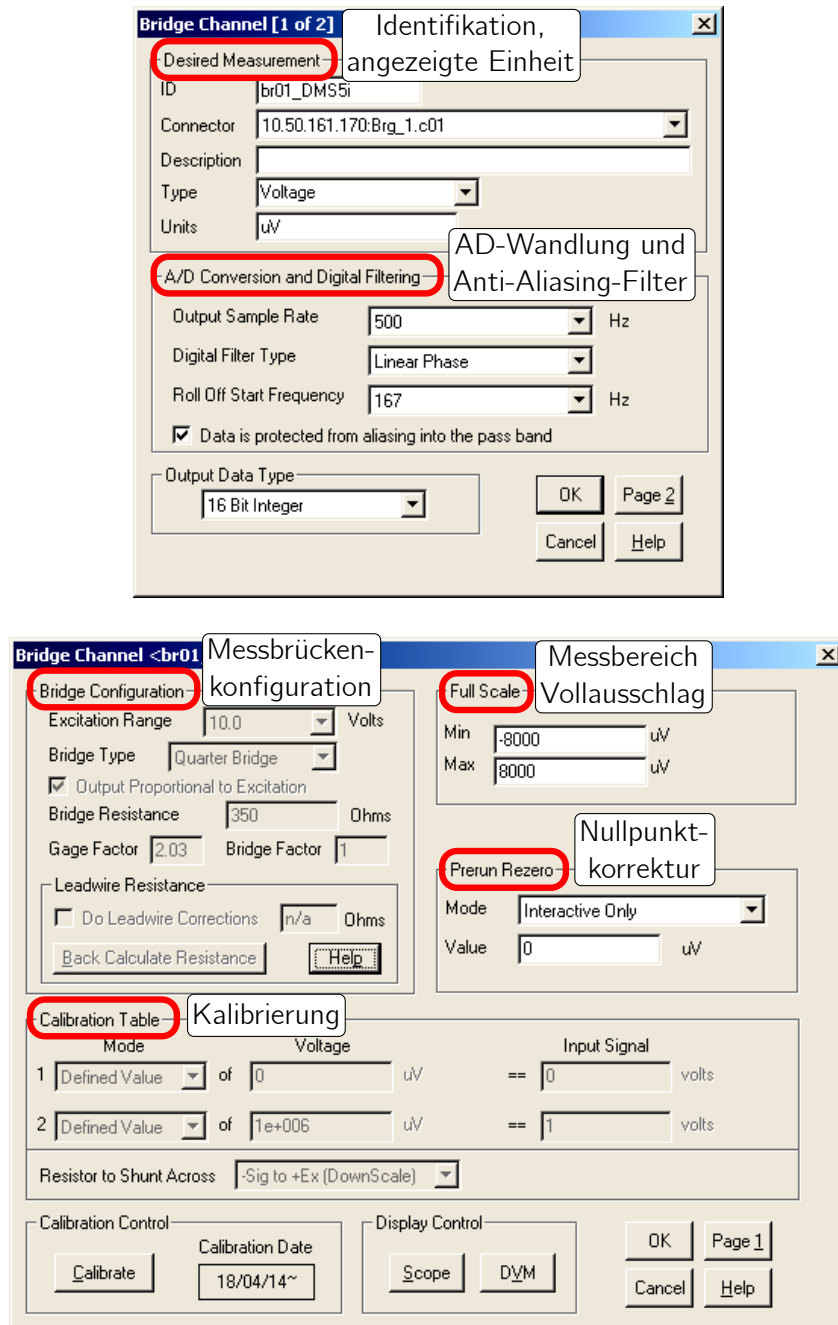 Bridge Channel [1 of 2]
Identifikation,
angezeigte Einheit
Desired Measurement
ID br01_DMS5i
Connector 10.50.161.170:Brg_1.c01
Description
Type Voltage
Units uV
AD-Wandlung und
Anti-Aliasing-Filter
A/D Conversion and Digital Filtering
Output Sample Rate 500 Hz
Digital Filter Type Linear Phase
Roll Off Start Frequency 167 Hz
Data is protected from aliasing into the pass band
Output Data Type
16 Bit Integer
OK Page 2
Cancel Help
Bridge Channel <br01_
Messbrücken-
konfiguration
Messbereich
Vollausschlag
Bridge Configuration
Excitation Range 10.0 Volts
Bridge Type Quarter Bridge
Output Proportional to Excitation
Bridge Resistance 350 Ohms
Gage Factor 2.03 Bridge Factor 1
Leadwire Resistance
Do Leadwire Corrections n/a Ohms
Back Calculate Resistance Help
Full Scale
Min -8000 uV
Max 8000 uV
Nullpunkt-
korrektur
Prerun Rezero
Mode Interactive Only
Value 0 uV
Calibration Table Kalibrierung
Mode Voltage Input Signal
1 Defined Value of 0 uV == 0 volts
2 Defined Value of 1e+006 uV == 1 volts
Resistor to Shunt Across -Sig to +Ex (DownScale)
Calibration Control
Calibrate
Calibration Date
18/04/14~
Display Control
Scope DVM
OK Page 1
Cancel Help